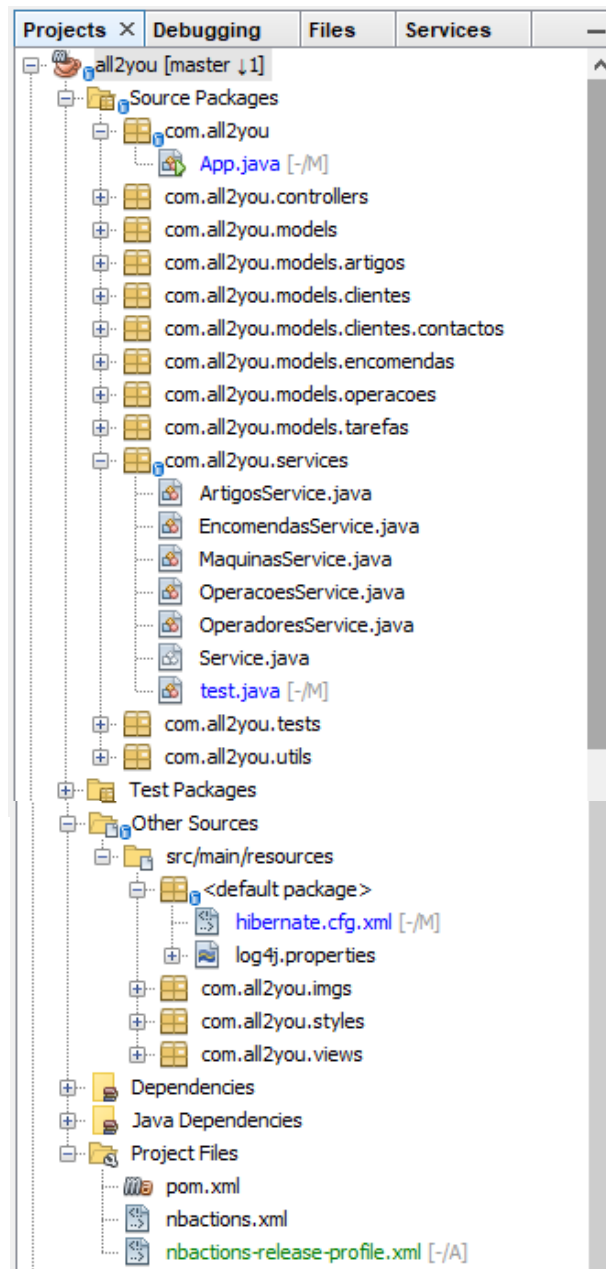 Projects × Debugging Files Services
all2you [master ↓1]
Source Packages
com.all2you
App.java [-/M]
com.all2you.controllers
com.all2you.models
com.all2you.models.artigos
com.all2you.models.clientes
com.all2you.models.clientes.contactos
com.all2you.models.encomendas
com.all2you.models.operacoes
com.all2you.models.tarefas
com.all2you.services
ArtigosService.java
EncomendasService.java
MaquinasService.java
OperacoesService.java
OperadoresService.java
Service.java
test.java [-/M]
com.all2you.tests
com.all2you.utils
Test Packages
Other Sources
src/main/resources
<default package>
hibernate.cfg.xml [-/M]
log4j.properties
com.all2you.imgs
com.all2you.styles
com.all2you.views
Dependencies
Java Dependencies
Project Files
pom.xml
nbactions.xml
nbactions-release-profile.xml [-/A]